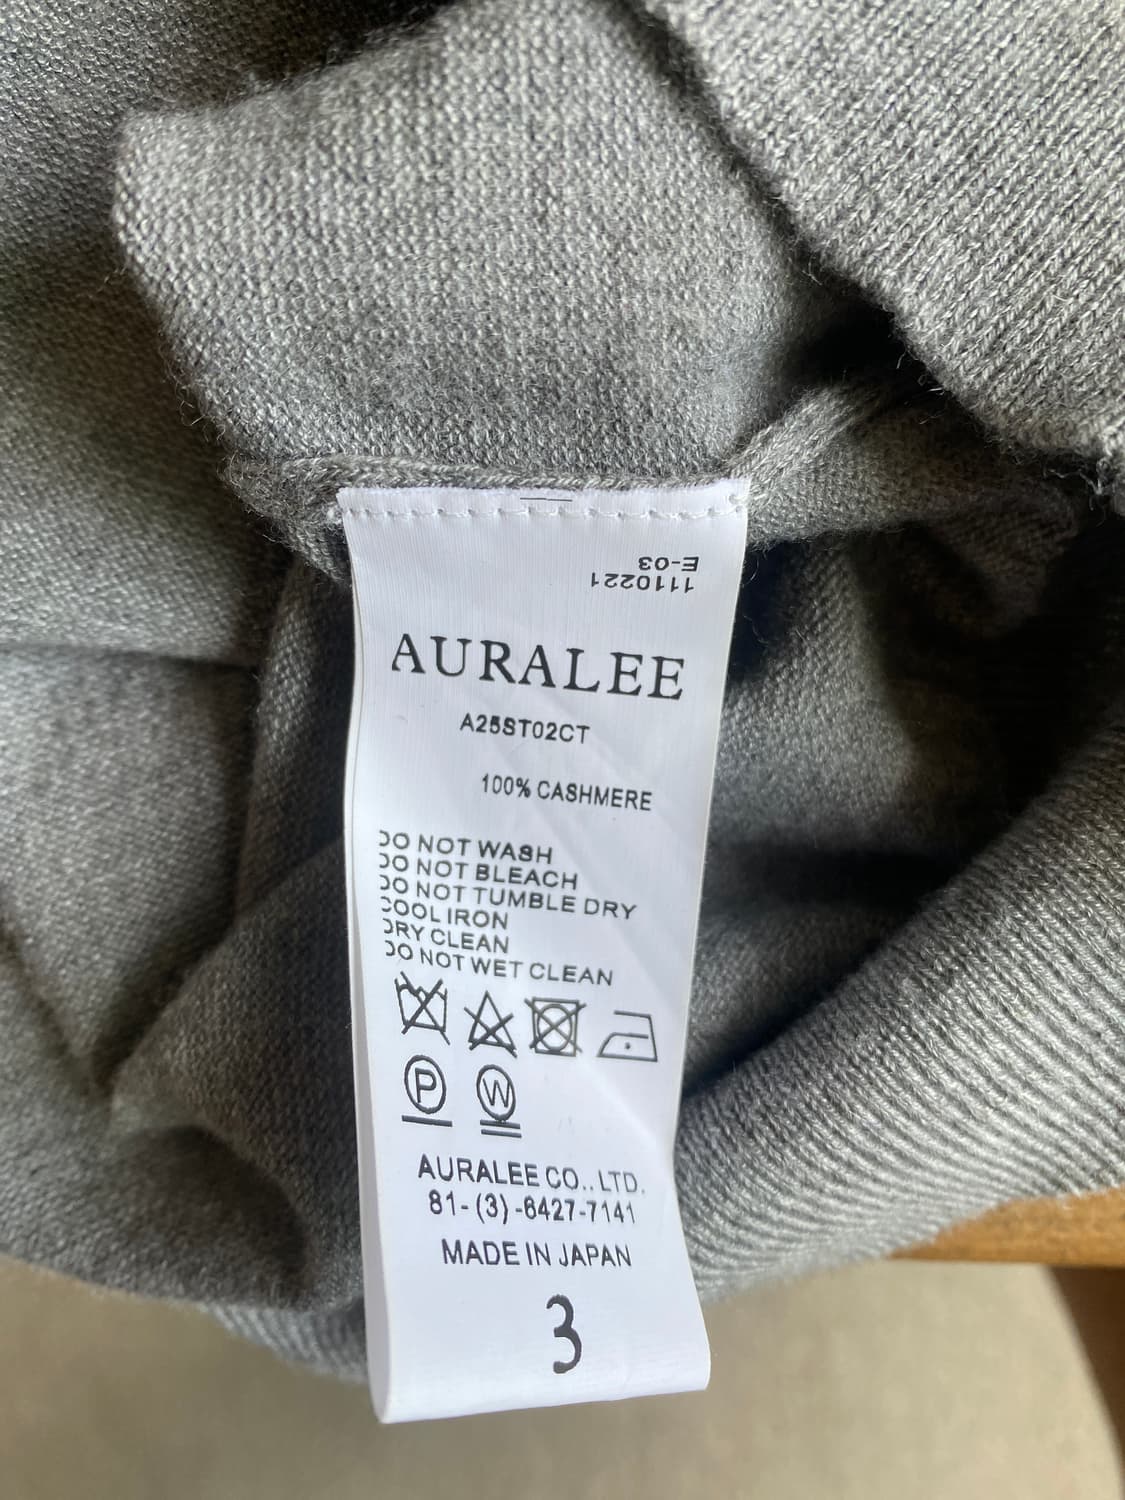 1110221
E-03
AURALEE
A25ST02CT
100% CASHMERE
DO NOT WASH
DO NOT BLEACH
DO NOT TUMBLE DRY
COOL IRON
DRY CLEAN
DO NOT WET CLEAN
P
W
AURALEE CO., LTD.
81-(3)-6427-7141
MADE IN JAPAN
3